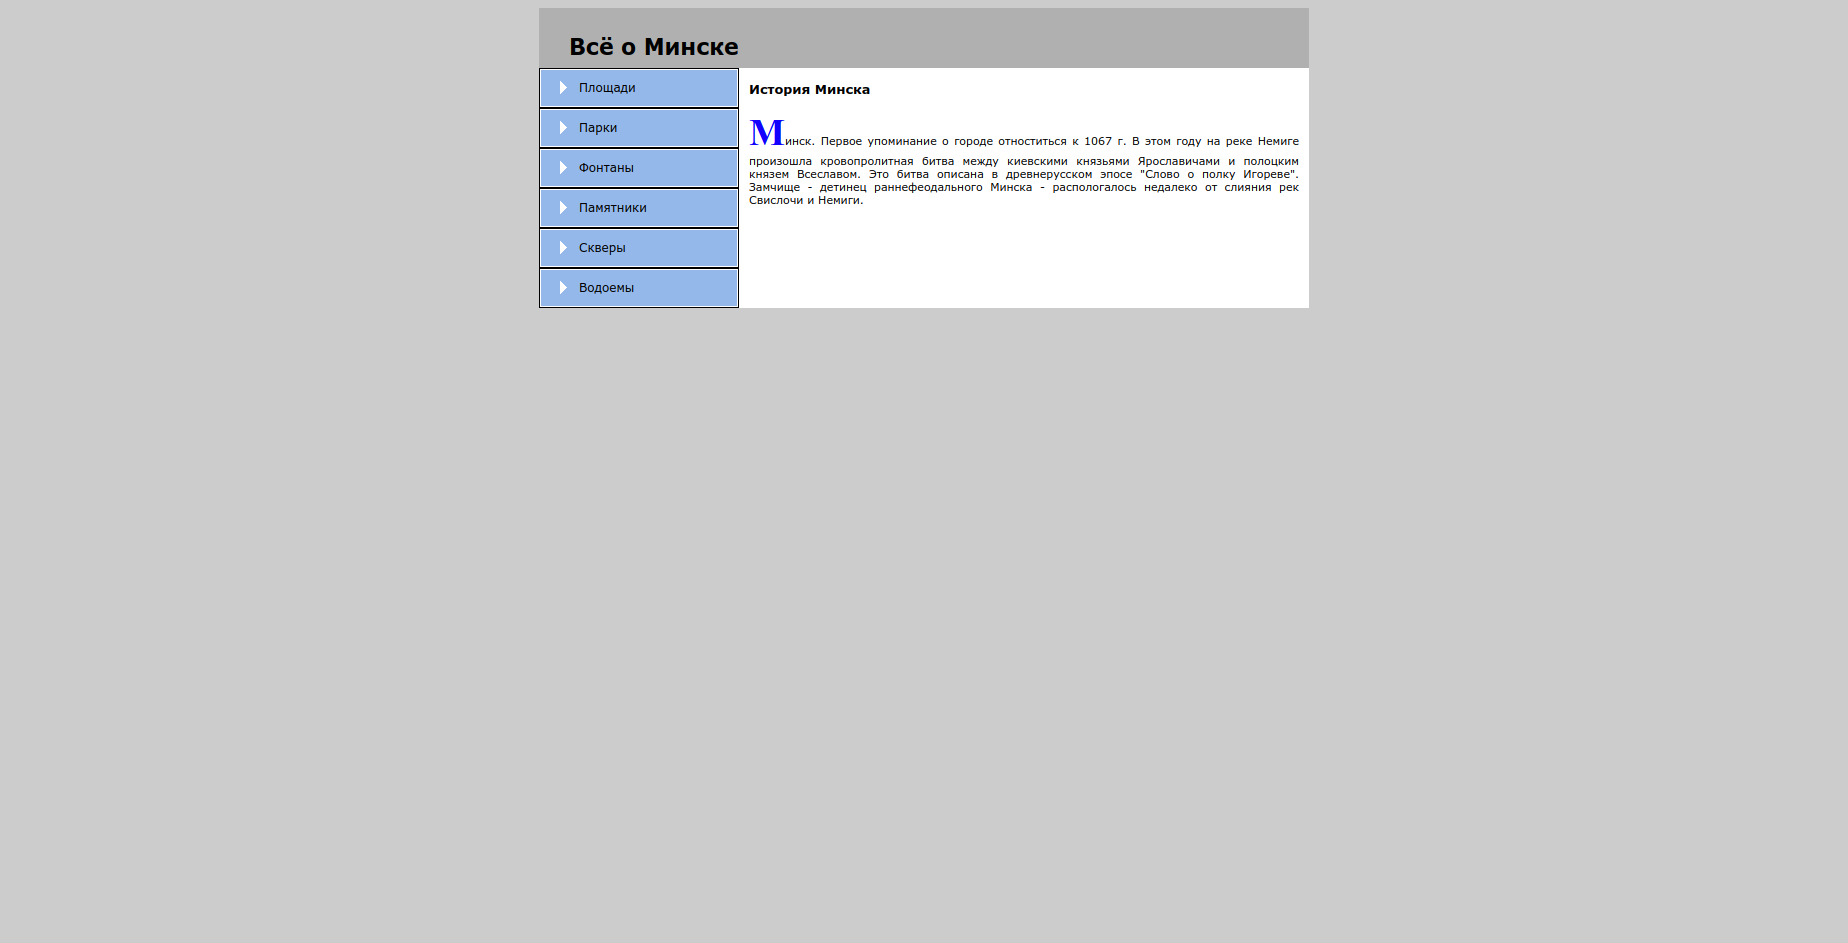 Всё о Минске
Площади
Парки
Фонтаны
Памятники
Скверы
Водоемы
История Минска
Минск. Первое упоминание о городе относиться к 1067 г. В этом году на реке Немиге
произошла кровопролитная битва между киевскими князьями Ярославичами и полоцким
князем Всеславом. Это битва описана в древнерусском эпосе "Слово о полку Игореве".
Замчище - детинец раннефеодального Минска - распологалось недалеко от слияния рек
Свислочи и Немиги.